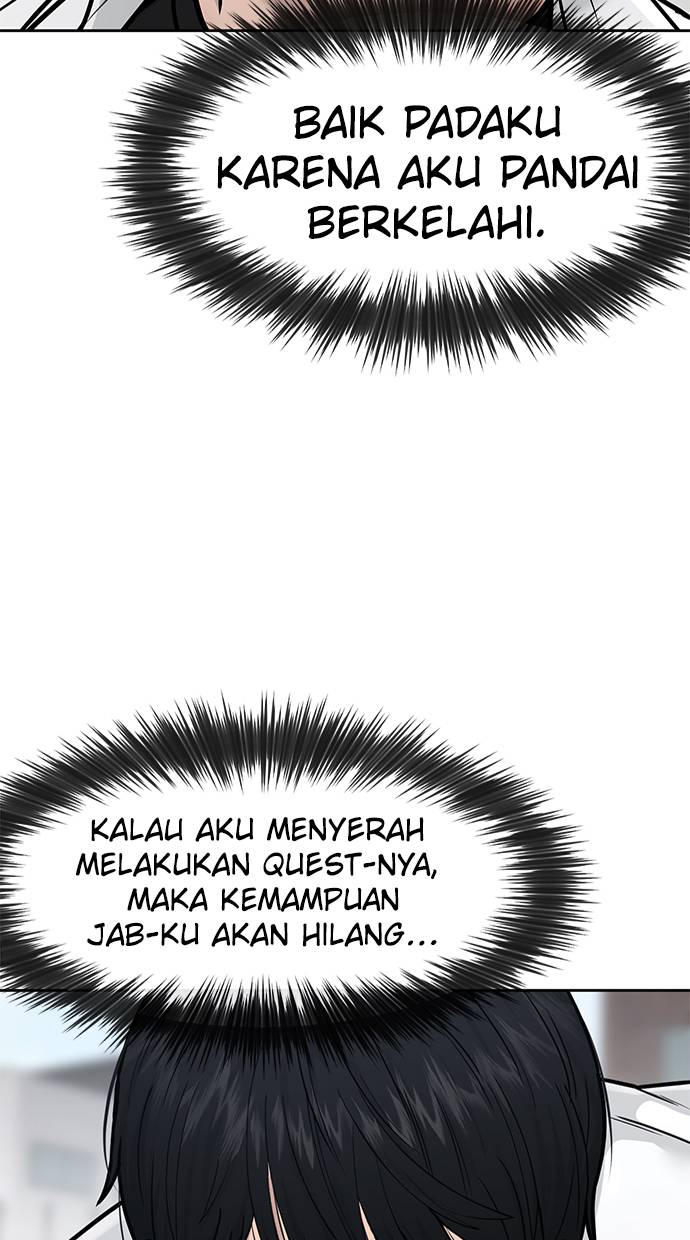 BAIK PADAKU
KARENA AKU PANDAI
BERKELAHI.
KALAU AKU MENYERAH
MELAKUKAN QUEST-NYA,
MAKA KEMAMPUAN
JAB-KU AKAN HILANG...